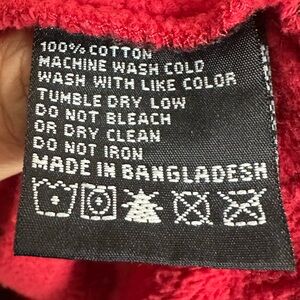 100% COTTON
MACHINE WASH COLD
WASH WITH LIKE COLOR
TUMBLE DRY LOW
DO NOT BLEACH
OR DRY CLEAN
DO NOT IRON
MADE IN BANGLADESH